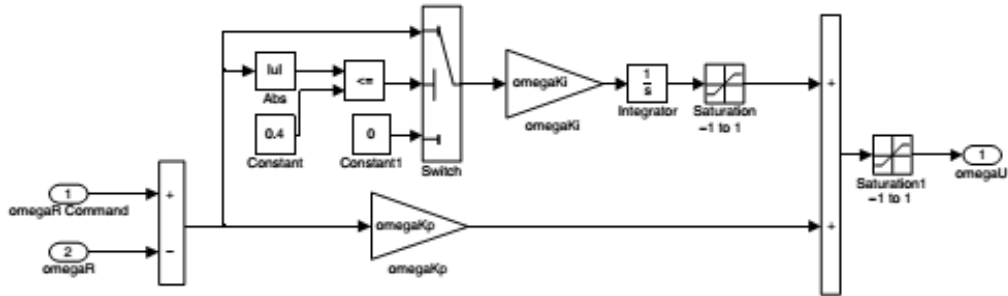 |u|
Abs
<=
0.4
Constant
0
Constant1
Switch
omegaKi
omegaKi
1
s
Integrator
Saturation
−1 to 1
+
+
Saturation1
−1 to 1
1
omegaU
1
omegaR Command
2
omegaR
+
−
omegaKp
omegaKp